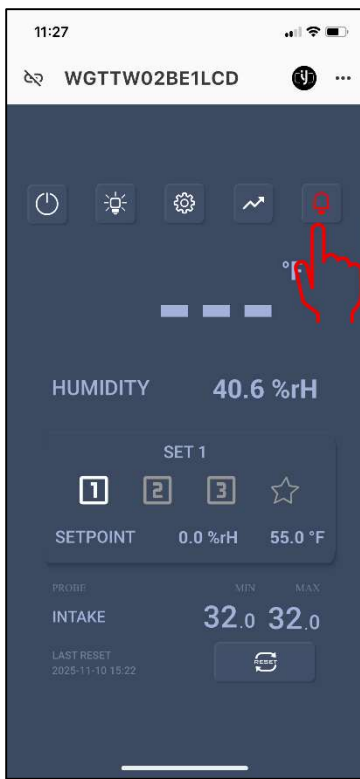 11:27
WGTTW02BE1LCD
°F
---
HUMIDITY 40.6 %rH
SET 1
1 2 3
SETPOINT 0.0 %rH 55.0 °F
PROBE MIN MAX
INTAKE 32.0 32.0
LAST RESET
2025-11-10 15:22
RESET